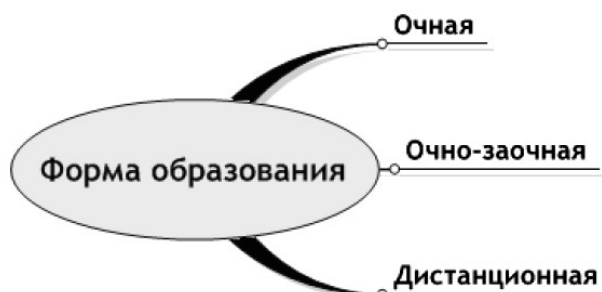 Очная
Форма образования
Очно-заочная
Дистанционная